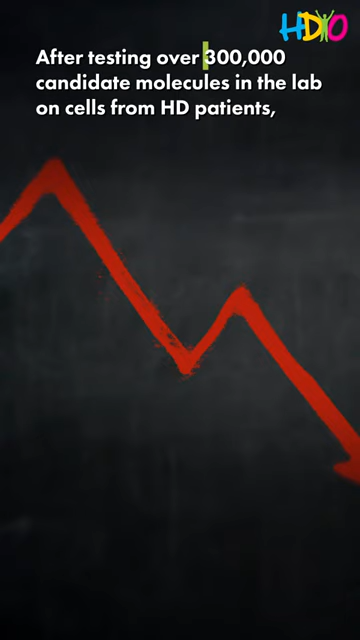 HDYO
After testing over 300,000
candidate molecules in the lab
on cells from HD patients,